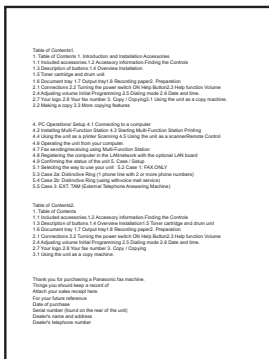 Table of Contents1.
1. Table of Contents 1. Introduction and Installation Accessories
1.1 Included accessories.1.2 Accessory information.Finding the Controls
1.3 Description of buttons.1.4 Overview Installation
1.5 Toner cartridge and drum unit
1.6 Document tray 1.7 Output tray1.8 Recording paper2. Preparation
2.1 Connections 2.2 Turning the power switch ON Help Button2.3 Help function Volume
2.4 Adjusting volume Initial Programming 2.5 Dialing mode 2.6 Date and time.
2.7 Your logo 2.8 Your fax number 3. Copy / Copying3.1 Using the unit as a copy machine.
3.2 Making a copy 3.3 More copying features
4. PC Operations/ Setup 4.1 Connecting to a computer
4.2 Installing Multi-Function Station 4.3 Starting Multi-Function Station Printing
4.4 Using the unit as a printer Scanning 4.5 Using the unit as a scannerRemote Control
4.6 Operating the unit from your computer.
4.7 Fax sending/receiving using Multi-Function Station
4.8 Registering the computer in the LAN/network with the optional LAN board
4.9 Confirming the status of the unit 5. Case / Setup
5.1 Selecting the way to use your unit 5.2 Case 1: FAX ONLY
5.3 Case 2a: Distinctive Ring (1 phone line with 2 or more phone numbers)
5.4 Case 2b: Distinctive Ring (using withvoice mail service)
5.5 Case 3: EXT. TAM (External Telephone Answering Machine)
Table of Contents2.
1. Table of Contents
1.1 Included accessories.1.2 Accessory information.Finding the Controls
1.3 Description of buttons.1.4 Overview Installation1.5 Toner cartridge and drum unit
1.6 Document tray 1.7 Output tray1.8 Recording paper2. Preparation
2.1 Connections 2.2 Turning the power switch ON Help Button2.3 Help function Volume
2.4 Adjusting volume Initial Programming 2.5 Dialing mode 2.6 Date and time.
2.7 Your logo 2.8 Your fax number 3. Copy / Copying
3.1 Using the unit as a copy machine.
Thank you for purchasing a Panasonic fax machine.
Things you should keep a record of
Attach your sales receipt here.
For your future reference
Date of purchase
Serial number (found on the rear of the unit)
Dealer's name and address
Dealer's telephone number